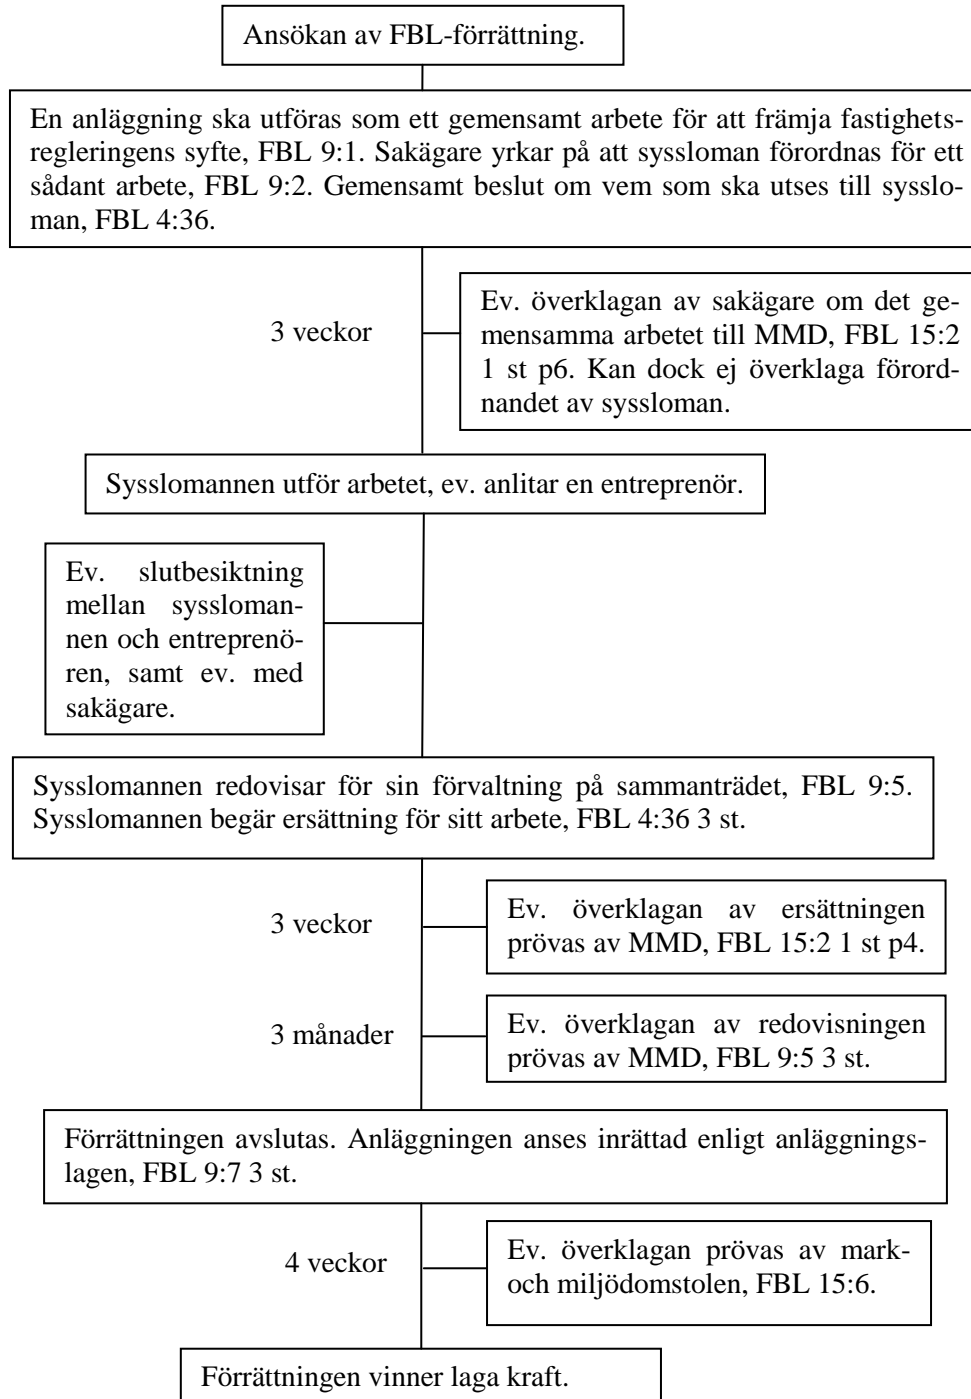 Ansökan av FBL-förrättning.
En anläggning ska utföras som ett gemensamt arbete för att främja fastighets-
regleringens syfte, FBL 9:1. Sakägare yrkar på att syssloman förordnas för ett
sådant arbete, FBL 9:2. Gemensamt beslut om vem som ska utses till sysslo-
man, FBL 4:36.
3 veckor
Ev. överklagan av sakägare om det ge-
mensamma arbetet till MMD, FBL 15:2
1 st p6. Kan dock ej överklaga förord-
nandet av syssloman.
Sysslomannen utför arbetet, ev. anlitar en entreprenör.
Ev. slutbesiktning
mellan sysslоman-
nen och entreprenö-
ren, samt ev. med
sakägare.
Sysslomannen redovisar för sin förvaltning på sammanträdet, FBL 9:5.
Sysslomannen begär ersättning för sitt arbete, FBL 4:36 3 st.
3 veckor
Ev. överklagan av ersättningen
prövas av MMD, FBL 15:2 1 st p4.
3 månader
Ev. överklagan av redovisningen
prövas av MMD, FBL 9:5 3 st.
Förrättningen avslutas. Anläggningen anses inrättad enligt anläggnings-
lagen, FBL 9:7 3 st.
4 veckor
Ev. överklagan prövas av mark-
och miljödomstolen, FBL 15:6.
Förrättningen vinner laga kraft.